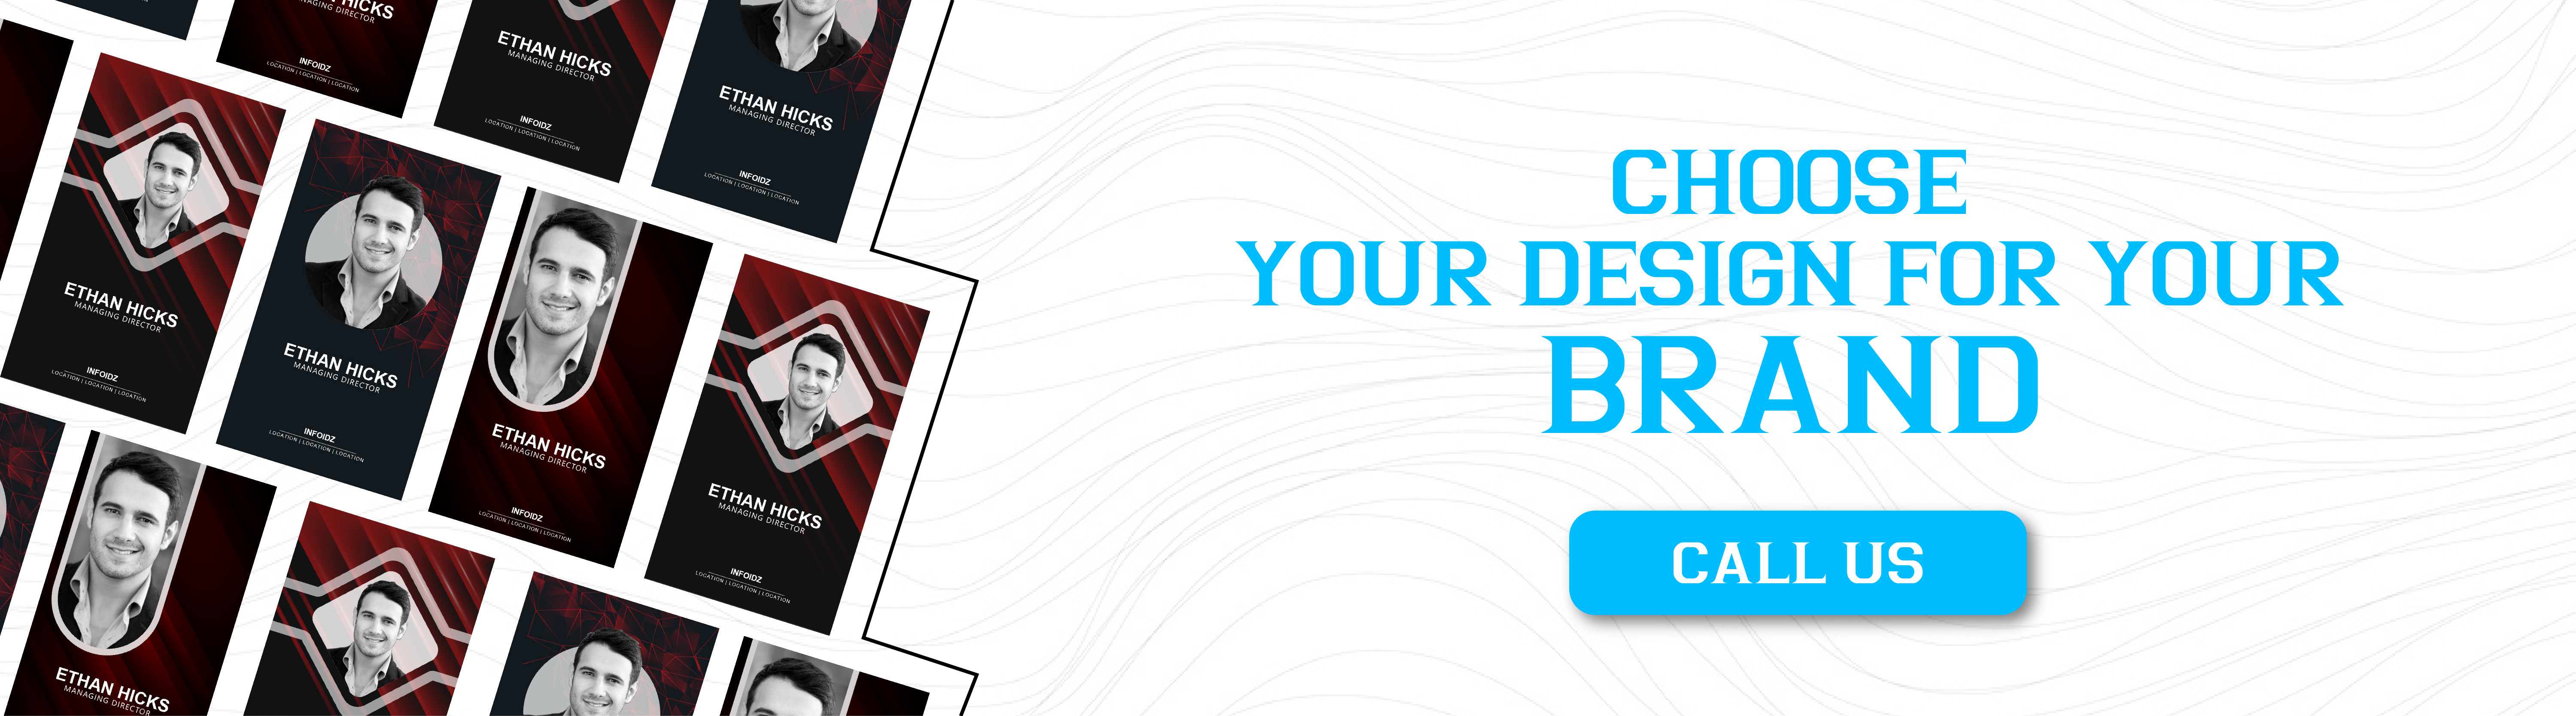 HICKS
MANAGING DIRECTOR
INFOIDZ
LOCATION | LOCATION | LOCATION
ETHAN HICKS
MANAGING DIRECTOR
INFOIDZ
LOCATION | LOCATION | LOCATION
ETHAN HICKS
MANAGING DIRECTOR
INFOIDZ
LOCATION | LOCATION | LOCATION
ETHAN HICKS
MANAGING DIRECTOR
INFOIDZ
LOCATION | LOCATION | LOCATION
ETHAN HICKS
MANAGING DIRECTOR
INFOIDZ
LOCATION | LOCATION | LOCATION
ETHAN HICKS
MANAGING DIRECTOR
INFOIDZ
LOCATION | LOCATION | LOCATION
ETHAN HICKS
MANAGING DIRECTOR
INFOIDZ
LOCATION | LOCATION | LOCATION
ETHAN HICKS
MANAGING DIRECTOR
CHOOSE
YOUR DESIGN FOR YOUR
BRAND
CALL US